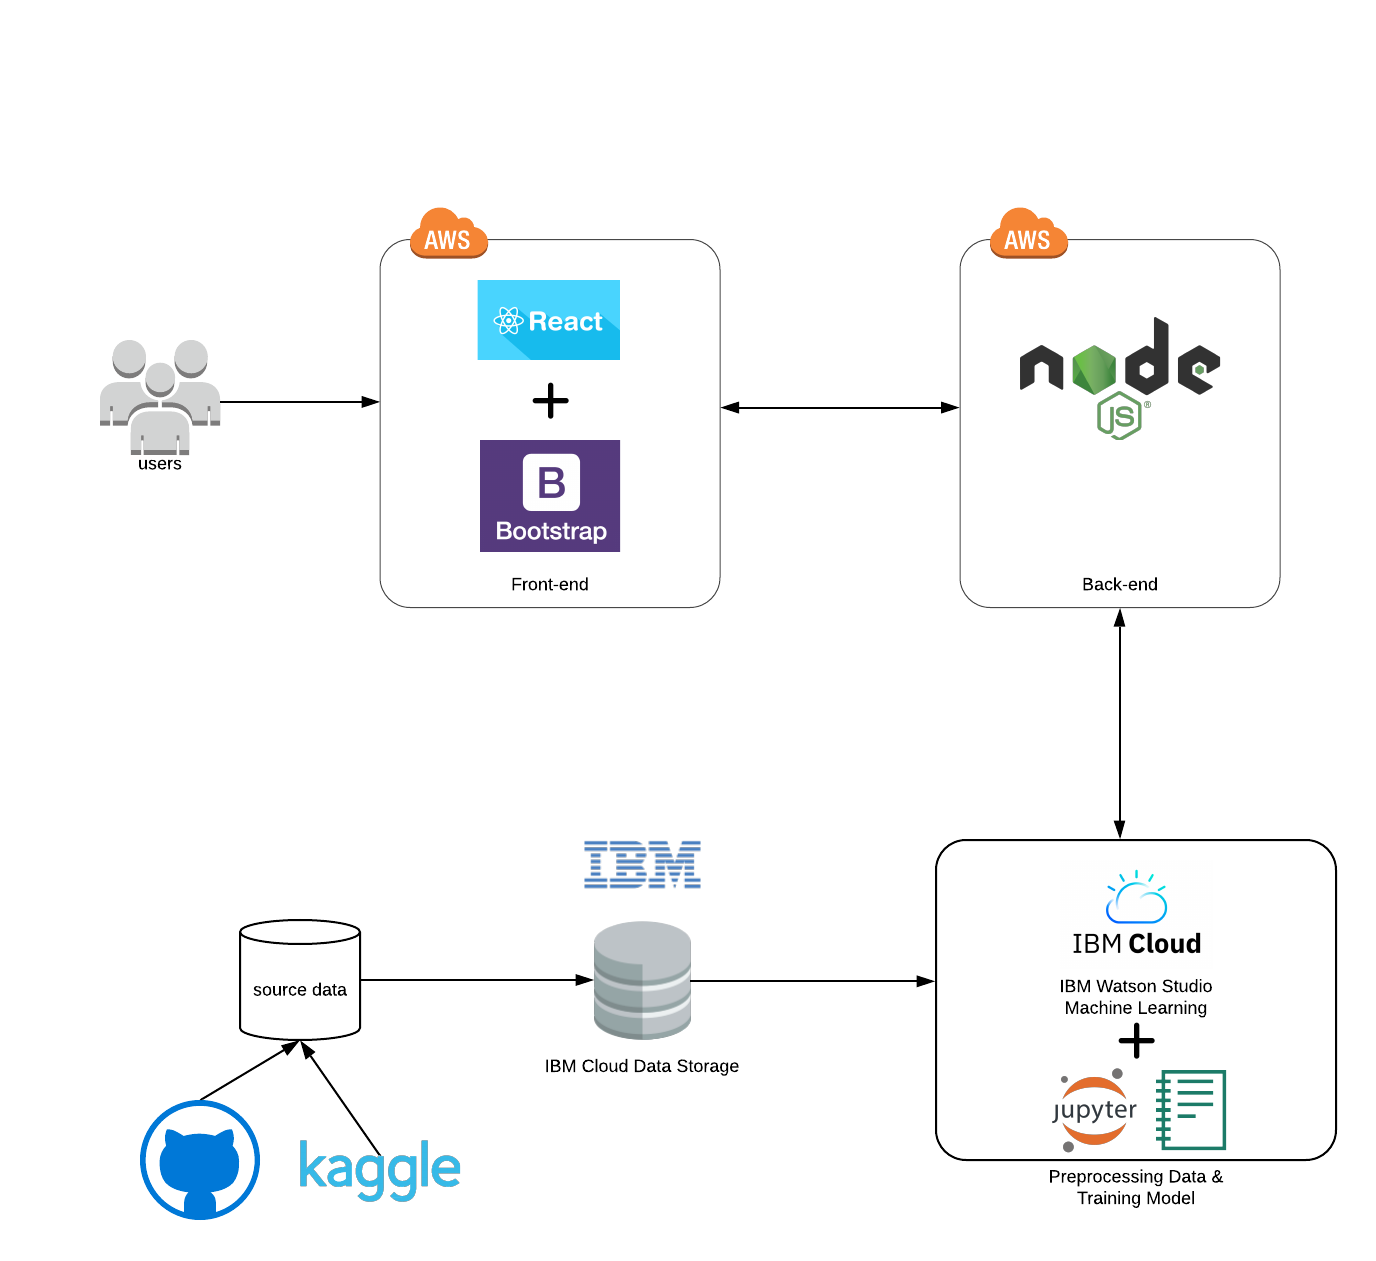 AWS
AWS
React
Bootstrap
B
node
JS
®
users
Front-end
Back-end
IBM
IBM Cloud
source data
IBM Watson Studio
Machine Learning
IBM Cloud Data Storage
jupyter
kaggle
Preprocessing Data &
Training Model